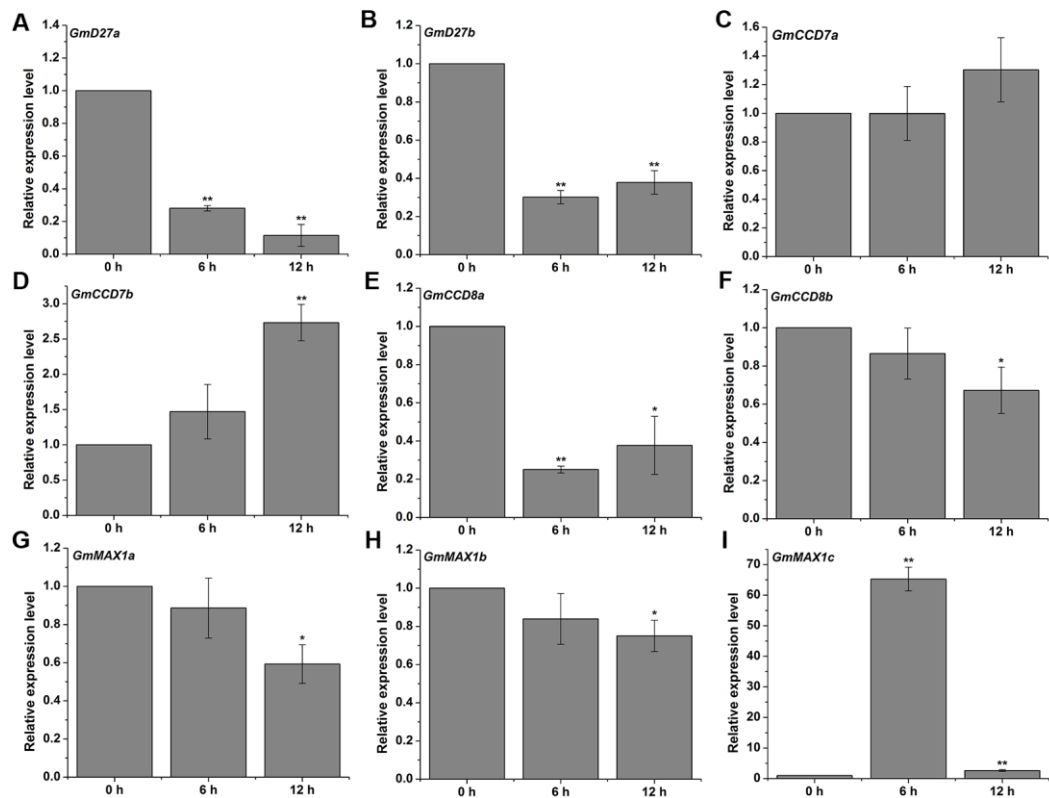 A
GmD27a
Relative expression level
1.4
1.2
1.0
0.8
0.6
0.4
0.2
0.0
**
**
0 h 6 h 12 h
B
GmD27b
Relative expression level
1.2
1.0
0.8
0.6
0.4
0.2
0.0
**
**
0 h 6 h 12 h
C
GmCCD7a
Relative expression level
1.6
1.4
1.2
1.0
0.8
0.6
0.4
0.2
0.0
0 h 6 h 12 h
D
GmCCD7b
Relative expression level
3.0
2.5
2.0
1.5
1.0
0.5
0.0
**
0 h 6 h 12 h
E
GmCCD8a
Relative expression level
1.2
1.0
0.8
0.6
0.4
0.2
0.0
**
*
0 h 6 h 12 h
F
GmCCD8b
Relative expression level
1.2
1.0
0.8
0.6
0.4
0.2
0.0
*
0 h 6 h 12 h
G
GmMAX1a
Relative expression level
1.2
1.0
0.8
0.6
0.4
0.2
0.0
*
0 h 6 h 12 h
H
GmMAX1b
Relative expression level
1.2
1.0
0.8
0.6
0.4
0.2
0.0
*
0 h 6 h 12 h
I
GmMAX1c
Relative expression level
70
60
50
40
30
20
10
0
**
**
0 h 6 h 12 h